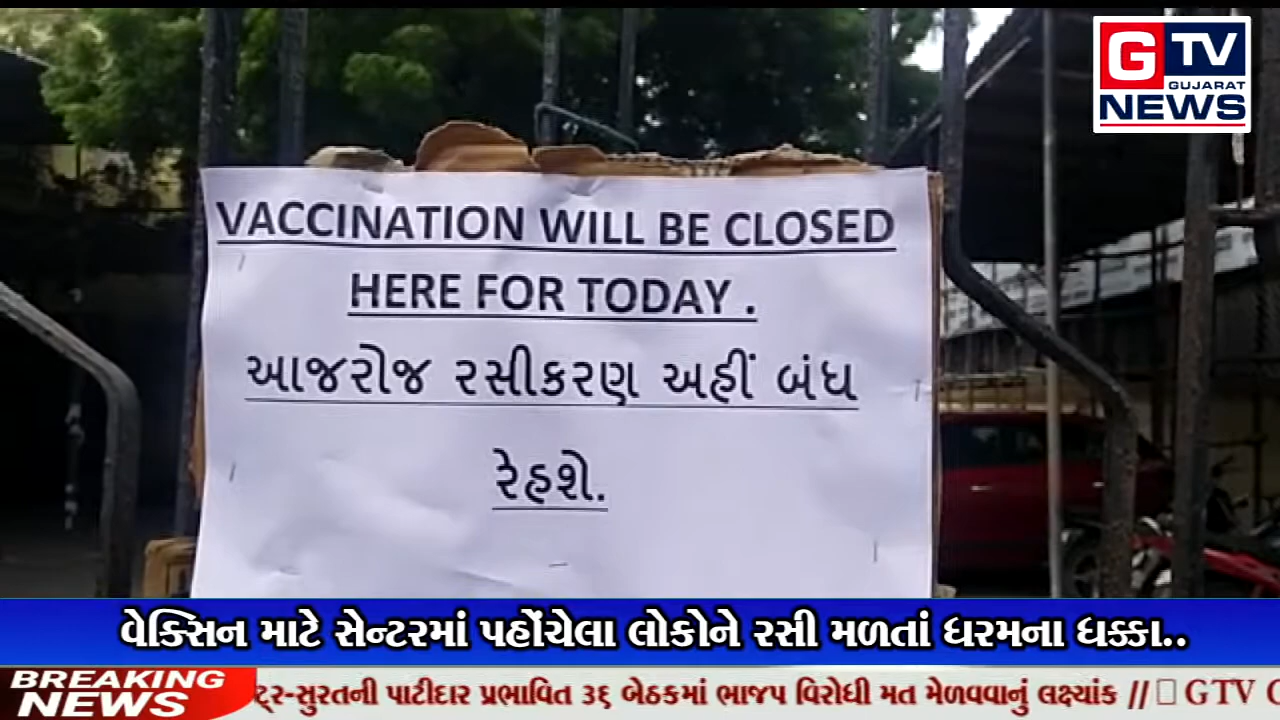 G TV
GUJARAT
NEWS
VACCINATION WILL BE CLOSED
HERE FOR TODAY .
આજરોજ રસીકરણ અહીં બંધ
રેહશે.
વેક્સિન માટે સેન્ટરમાં પહોંચેલા લોકોને રસી મળતાં ધરમના ધક્કા..
BREAKING
NEWS
ટ્ર-સુરતની પાટીદાર પ્રભાવિત ૩૬ બેઠકમાં ભાજપ વિરોધી મત મેળવવાનું લક્ષ્યાંક // GTV